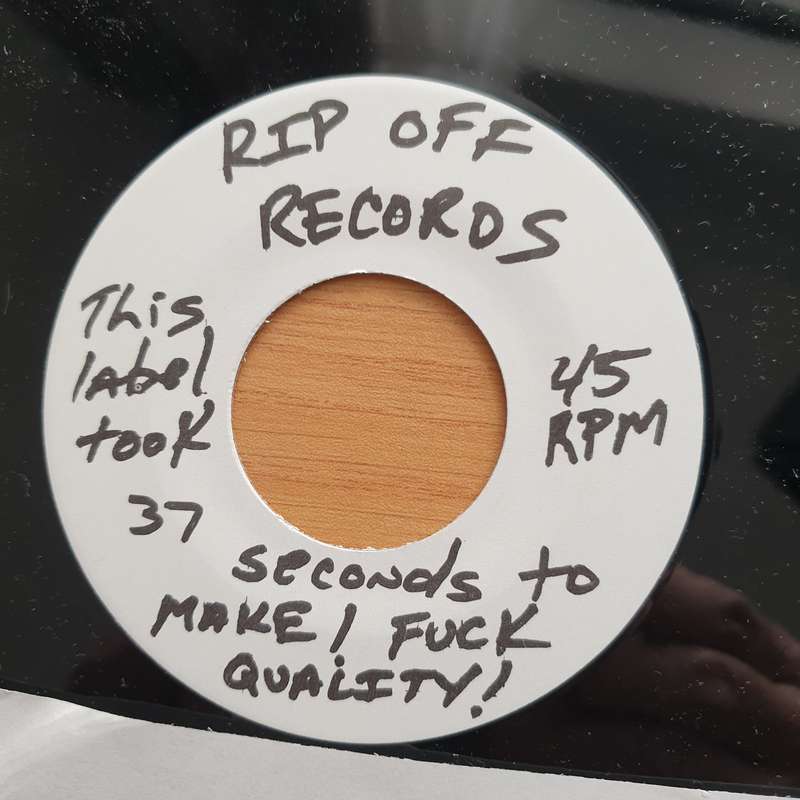 RIP OFF
RECORDS
This
label
took
37
seconds to
MAKE! FUCK
QUALITY!
45
RPM